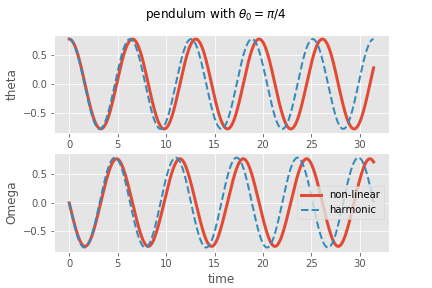 pendulum with θ₀ = π/4
0.5
0.0
−0.5
theta
0 5 10 15 20 25 30
0.5
0.0
−0.5
Omega
non-linear
harmonic
0 5 10 15 20 25 30
time